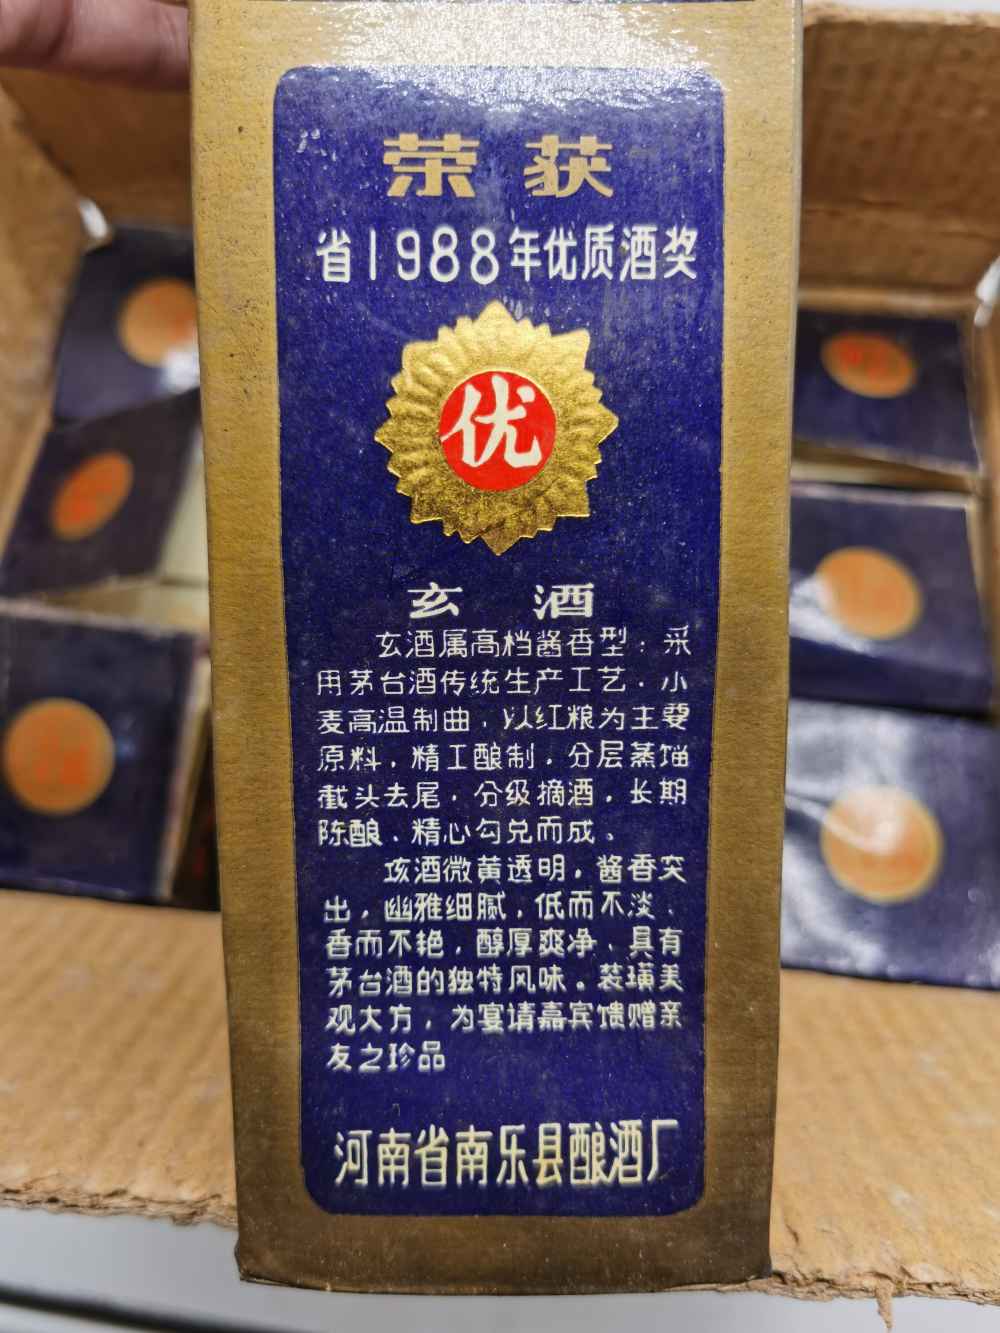 荣获
省1988年优质酒奖
优
玄酒
玄酒属高档酱香型：采
用茅台酒传统生产工艺．小
麦高温制曲．以红粮为主要
原料，精工酿制，分层蒸馏
截头去尾．分级摘酒，长期
陈酿、精心勾兑而成。
该酒微黄透明，酱香突
出，幽雅细腻，低而不淡、
香而不艳，醇厚爽净、具有
茅台酒的独特风味。装璜美
观大方，为宴请嘉宾馈赠亲
友之珍品
河南省南乐县酿酒厂